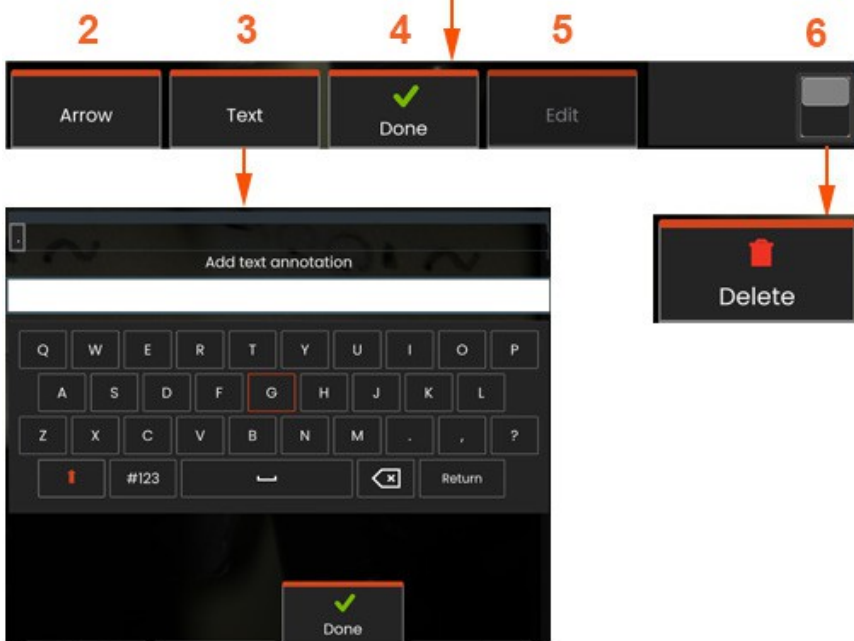 2 3 4 5 6
Arrow Text Done Edit
Add text annotation
Delete
Q W E R T Y U I O P
A S D F G H J K L
Z X C V B N M . , ?
#123 Return
Done